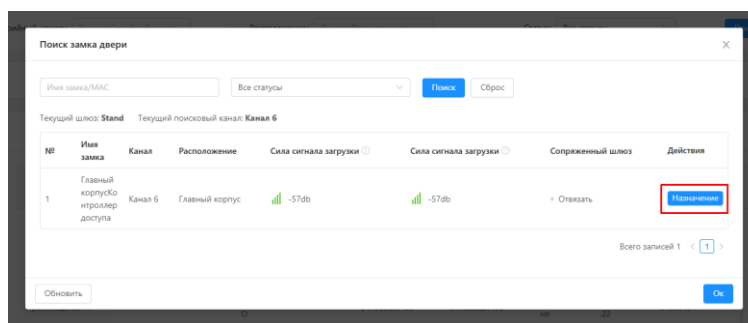 Поиск замка двери
Имя замка/MAC
Все статусы
Поиск
Сброс
Текущий шлюз: Stand Текущий поисковый канал: Канал 6
№ Имя замка Канал Расположение Сила сигнала загрузки Сила сигнала загрузки Сопряженный шлюз Действия
1 Главный корпусКо нтроллер доступа Канал 6 Главный корпус -57db -57db Отвязать Назначение
Всего записей 1 < 1 >
Обновить
Ок